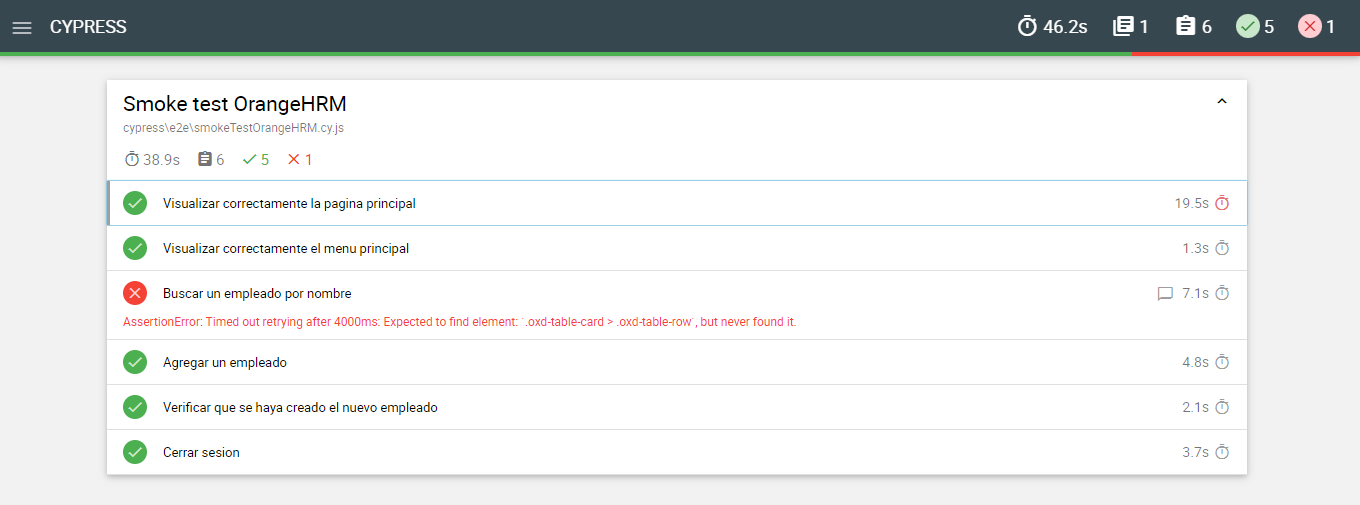 CYPRESS 46.2s 1 6 5 1
Smoke test OrangeHRM
cypress\e2e\smokeTestOrangeHRM.cy.js
38.9s 6 5 1
Visualizar correctamente la pagina principal 19.5s
Visualizar correctamente el menu principal 1.3s
Buscar un empleado por nombre 7.1s
AssertionError: Timed out retrying after 4000ms: Expected to find element: `.oxd-table-card > .oxd-table-row`, but never found it.
Agregar un empleado 4.8s
Verificar que se haya creado el nuevo empleado 2.1s
Cerrar sesion 3.7s